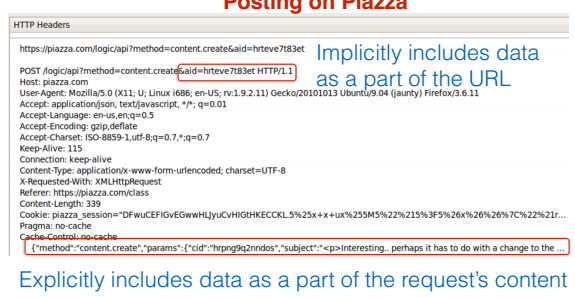 Posting on Piazza
HTTP Headers
https://piazza.com/logic/api?method=content.create&aid=hrteve7t83et
Implicitly includes data
as a part of the URL
POST /logic/api?method=content.create&aid=hrteve7t83et HTTP/1.1
Host: piazza.com
User-Agent: Mozilla/5.0 (X11; U; Linux i686; en-US; rv:1.9.2.11) Gecko/20101013 Ubuntu/9.04 (jaunty) Firefox/3.6.11
Accept: application/json, text/javascript, */*; q=0.01
Accept-Language: en-us,en;q=0.5
Accept-Encoding: gzip,deflate
Accept-Charset: ISO-8859-1,utf-8;q=0.7,*;q=0.7
Keep-Alive: 115
Connection: keep-alive
Content-Type: application/x-www-form-urlencoded; charset=UTF-8
X-Requested-With: XMLHttpRequest
Referer: https://piazza.com/class
Content-Length: 339
Cookie: piazza_session="DFwuCEFIGvEGwwHLJyuCvHIGtHKECCKL.5%25x+x+ux%255M5%22%215%3F5%26x%26%26%7C%22%21r...
Pragma: no-cache
Cache-Control: no-cache
{"method":"content.create","params":{"cid":"hrpng9q2nndos","subject":"<p>Interesting.. perhaps it has to do with a change to the ...
Explicitly includes data as a part of the request's content